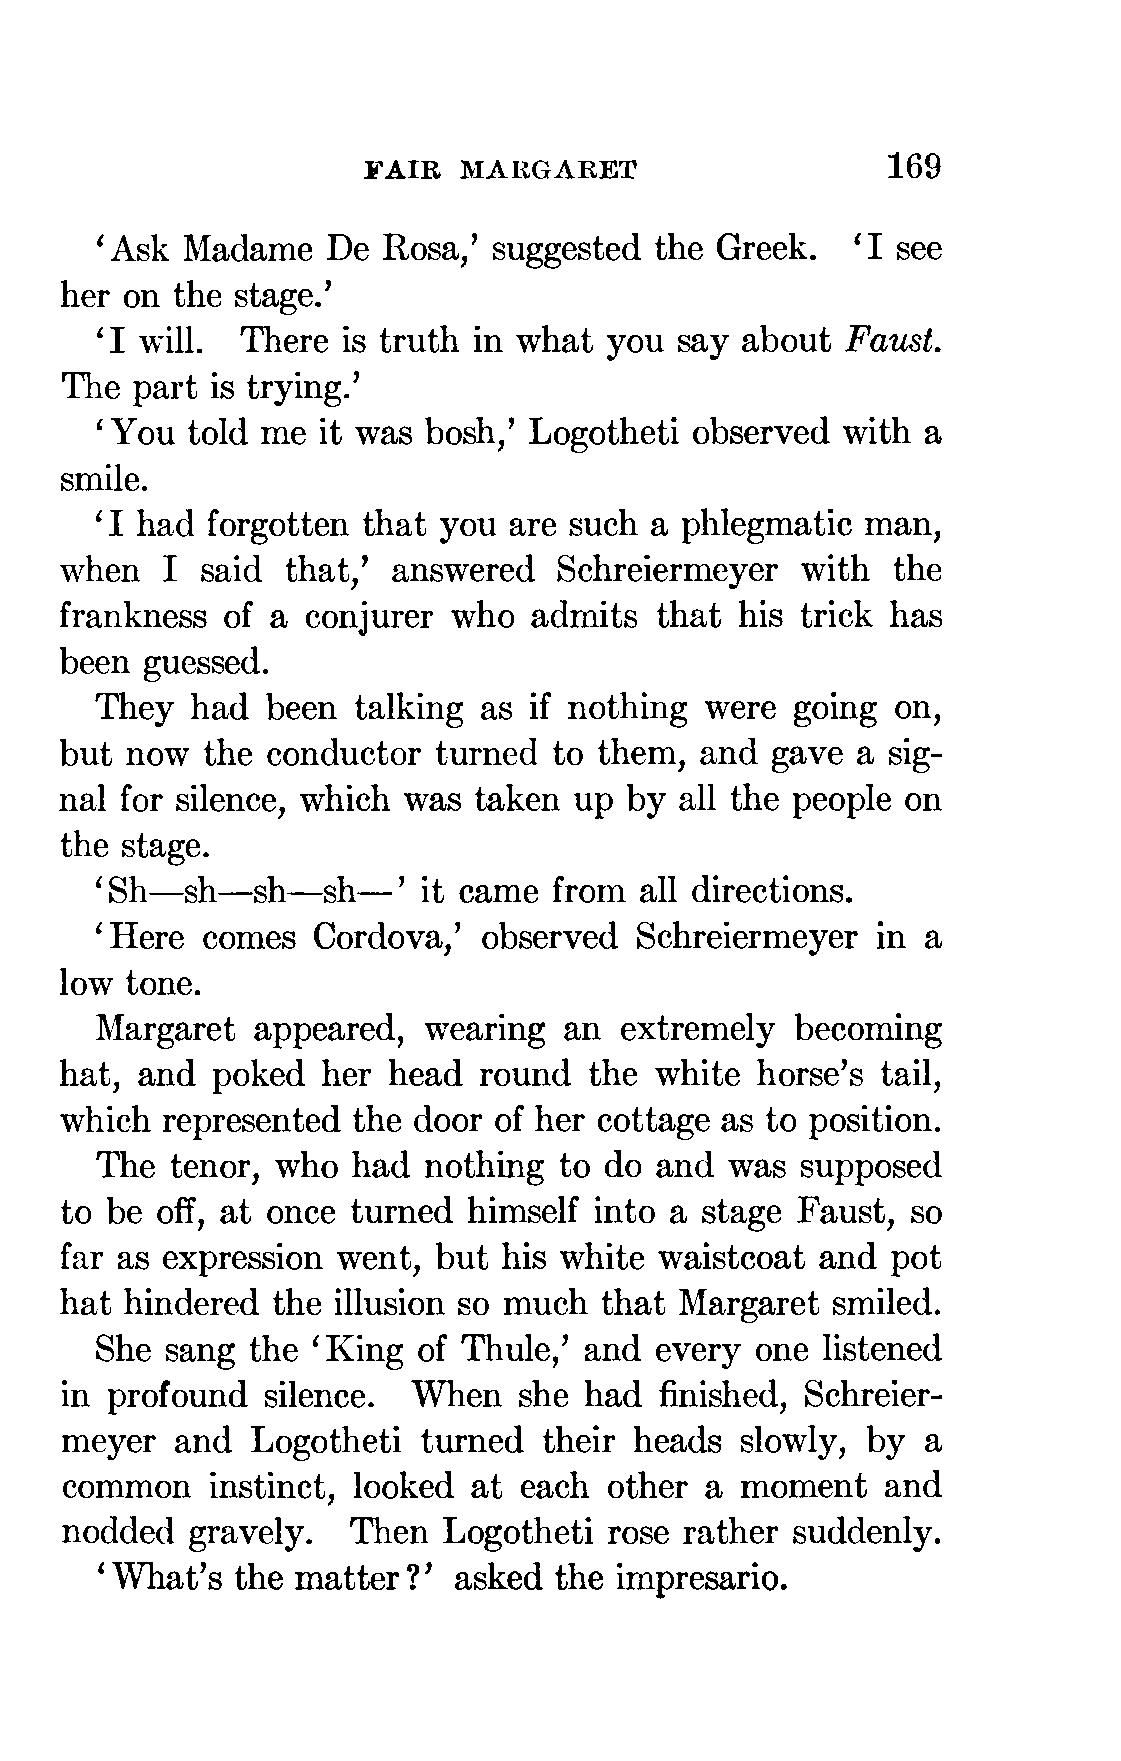 FAIR MARGARET 169
‘Ask Madame De Rosa,’ suggested the Greek. ‘I see
her on the stage.’
‘I will. There is truth in what you say about Faust.
The part is trying.’
‘You told me it was bosh,’ Logotheti observed with a
smile.
‘I had forgotten that you are such a phlegmatic man,
when I said that,’ answered Schreiermeyer with the
frankness of a conjurer who admits that his trick has
been guessed.
They had been talking as if nothing were going on,
but now the conductor turned to them, and gave a sig-
nal for silence, which was taken up by all the people on
the stage.
‘Sh—sh—sh—sh—’ it came from all directions.
‘Here comes Cordova,’ observed Schreiermeyer in a
low tone.
Margaret appeared, wearing an extremely becoming
hat, and poked her head round the white horse’s tail,
which represented the door of her cottage as to position.
The tenor, who had nothing to do and was supposed
to be off, at once turned himself into a stage Faust, so
far as expression went, but his white waistcoat and pot
hat hindered the illusion so much that Margaret smiled.
She sang the ‘King of Thule,’ and every one listened
in profound silence. When she had finished, Schreier-
meyer and Logotheti turned their heads slowly, by a
common instinct, looked at each other a moment and
nodded gravely. Then Logotheti rose rather suddenly.
‘What’s the matter?’ asked the impresario.